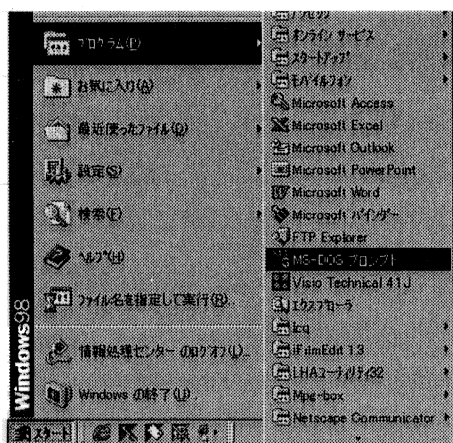 プログラム(P)
お気に入り(A)
最近使ったファイル(D)
設定(S)
検索(F)
ヘルプ(H)
ファイル名を指定して実行(R)...
情報処理センター のログオフ(L)...
Windows の終了(U)...
Windows98
スタート
アクセサリ
オンライン サービス
スタートアップ
モバイルフォン
Microsoft Access
Microsoft Excel
Microsoft Outlook
Microsoft PowerPoint
Microsoft Word
Microsoft バインダー
FTP Explorer
MS-DOS プロンプト
Visio Technical 4.1J
エクスプローラ
Icq
LHAユーティリティ32
Mpg-box
Netscape Communicator